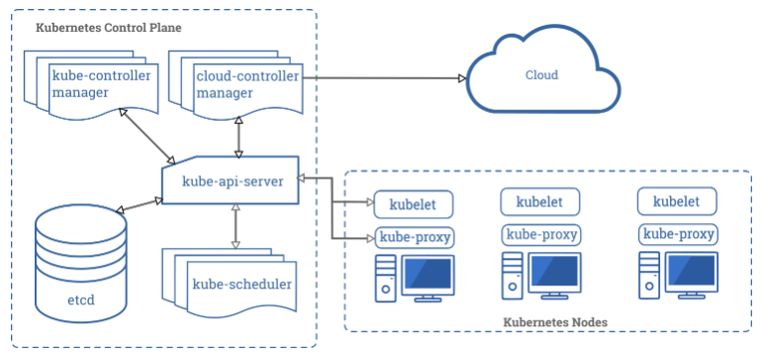 Kubernetes Control Plane
kube-controller
manager
cloud-controller
manager
Cloud
kube-api-server
etcd
kube-scheduler
kubelet
kubelet
kubelet
kube-proxy
kube-proxy
kube-proxy
Kubernetes Nodes